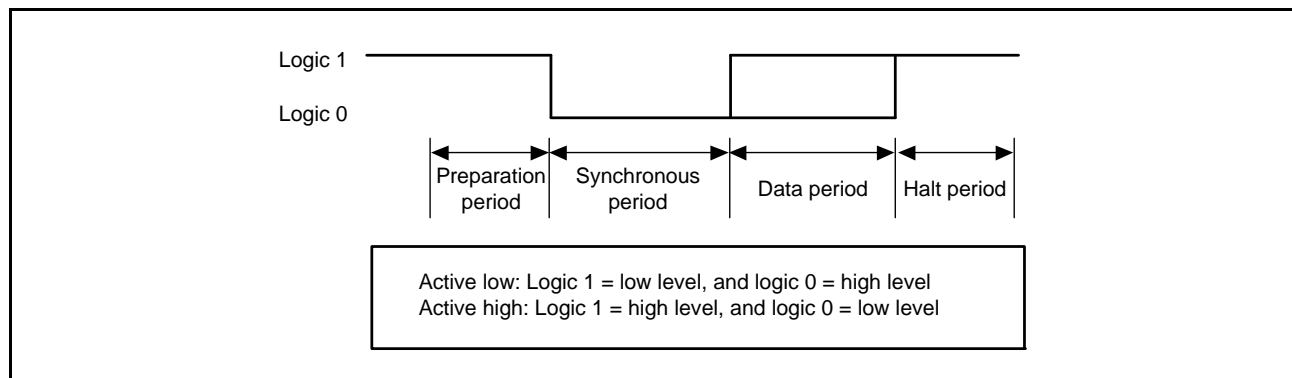 Logic 1
Logic 0
Preparation
period
Synchronous
period
Data period
Halt period
Active low: Logic 1 = low level, and logic 0 = high level
Active high: Logic 1 = high level, and logic 0 = low level